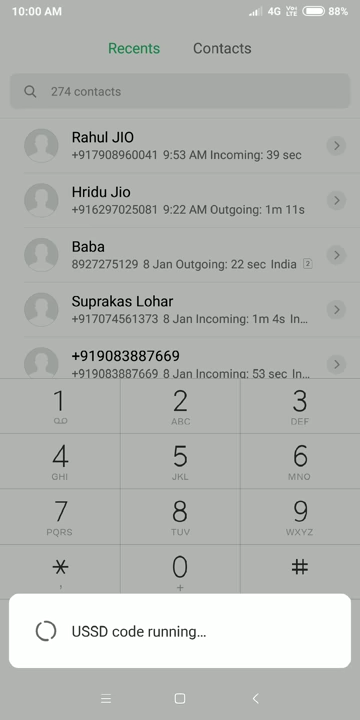 10:00 AM 4G Vo LTE 88%
Recents Contacts
274 contacts
Rahul JIO
+917908960041 9:53 AM Incoming: 39 sec
Hridu Jio
+916297025081 9:22 AM Outgoing: 1m 11s
Baba
8927275129 8 Jan Outgoing: 22 sec India 2
Suprakas Lohar
+917074561373 8 Jan Incoming: 1m 4s In...
+919083887669
+919083887669 8 Jan Incoming: 53 sec In...
1 2 3
ABC DEF
4 5 6
GHI JKL MNO
7 8 9
PQRS TUV WXYZ
* 0 #
, +
USSD code running...